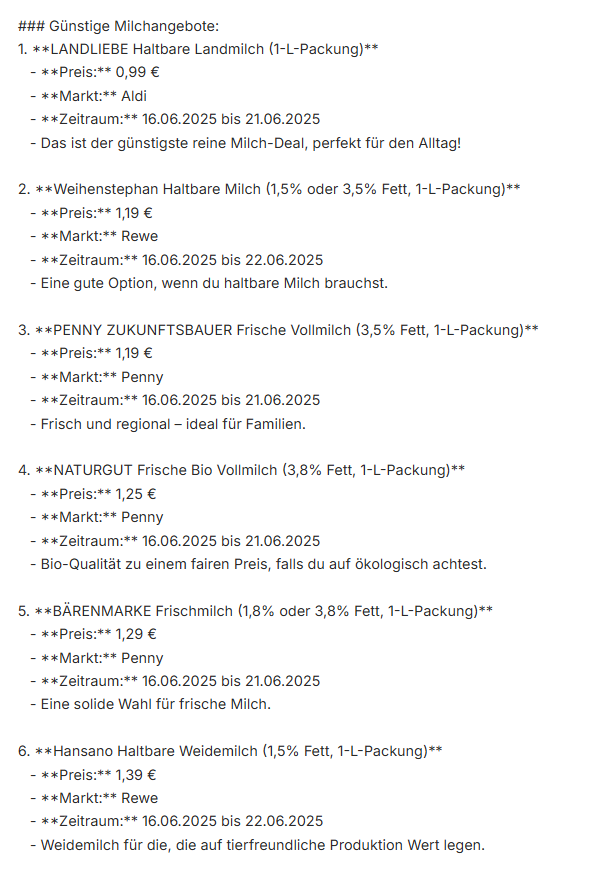 ### Günstige Milchangebote:
1. **LANDLIEBE Haltbare Landmilch (1-L-Packung)**
- **Preis:** 0,99 €
- **Markt:** Aldi
- **Zeitraum:** 16.06.2025 bis 21.06.2025
- Das ist der günstigste reine Milch-Deal, perfekt für den Alltag!
2. **Weihenstephan Haltbare Milch (1,5% oder 3,5% Fett, 1-L-Packung)**
- **Preis:** 1,19 €
- **Markt:** Rewe
- **Zeitraum:** 16.06.2025 bis 22.06.2025
- Eine gute Option, wenn du haltbare Milch brauchst.
3. **PENNY ZUKUNFTSBAUER Frische Vollmilch (3,5% Fett, 1-L-Packung)**
- **Preis:** 1,19 €
- **Markt:** Penny
- **Zeitraum:** 16.06.2025 bis 21.06.2025
- Frisch und regional – ideal für Familien.
4. **NATURGUT Frische Bio Vollmilch (3,8% Fett, 1-L-Packung)**
- **Preis:** 1,25 €
- **Markt:** Penny
- **Zeitraum:** 16.06.2025 bis 21.06.2025
- Bio-Qualität zu einem fairen Preis, falls du auf ökologisch achtest.
5. **BÄRENMARKE Frischmilch (1,8% oder 3,8% Fett, 1-L-Packung)**
- **Preis:** 1,29 €
- **Markt:** Penny
- **Zeitraum:** 16.06.2025 bis 21.06.2025
- Eine solide Wahl für frische Milch.
6. **Hansano Haltbare Weidemilch (1,5% Fett, 1-L-Packung)**
- **Preis:** 1,39 €
- **Markt:** Rewe
- **Zeitraum:** 16.06.2025 bis 22.06.2025
- Weidemilch für die, die auf tierfreundliche Produktion Wert legen.